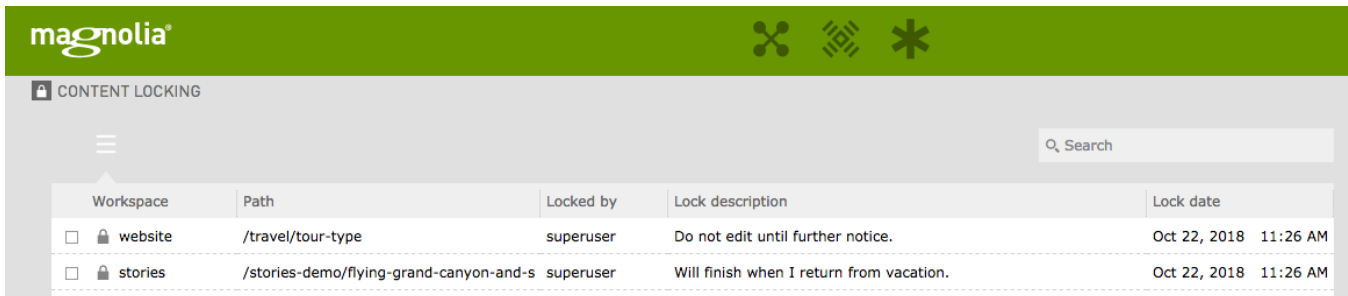 magnolia®
CONTENT LOCKING
Search
Workspace Path Locked by Lock description Lock date
website /travel/tour-type superuser Do not edit until further notice. Oct 22, 2018 11:26 AM
stories /stories-demo/flying-grand-canyon-and-s superuser Will finish when I return from vacation. Oct 22, 2018 11:26 AM